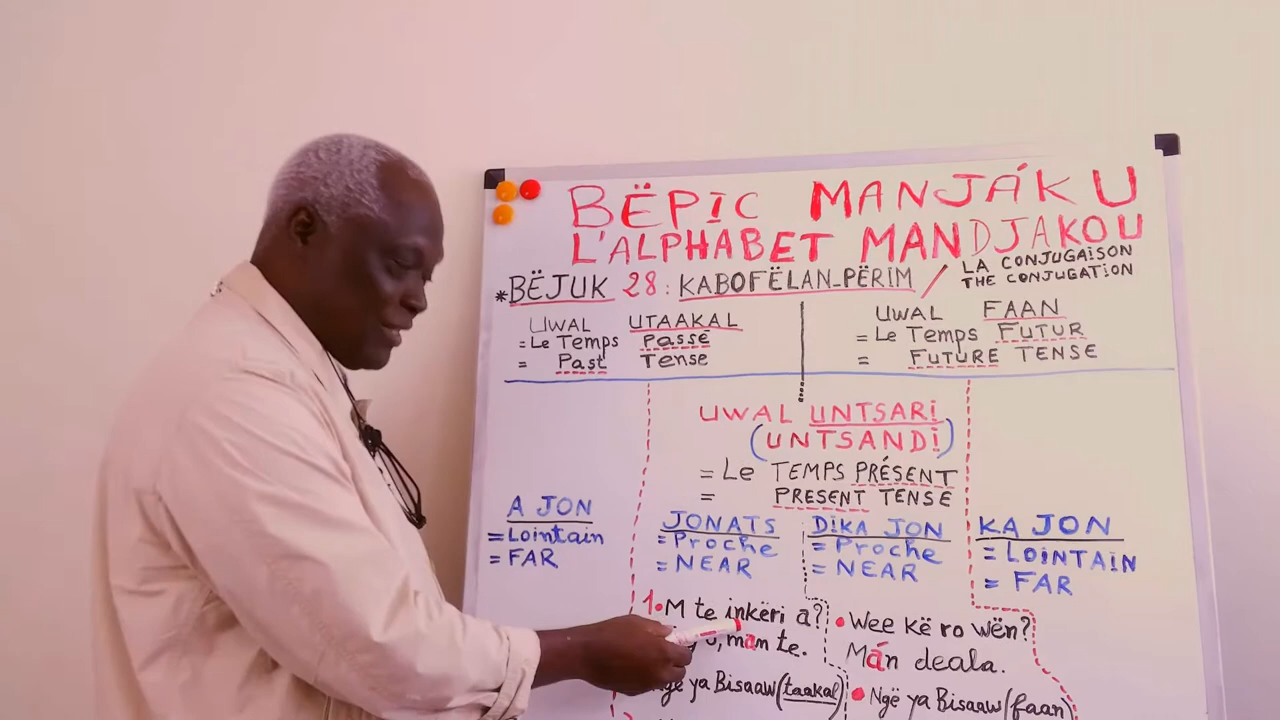 BËPIC MANJÁKU
L'ALPHABET MANDJAKOU
*BËJUK 28: KABOFËLAN-PËRIM / LA CONJUGAISON
THE CONJUGATION
UWAL UTAAKAL
= Le Temps Passé
= Past Tense
UWAL FAAN
= Le Temps FUTUR
= FUTURE TENSE
UWAL UNTSARI
(UNTSANDI)
= Le TEMPS PRÉSENT
= PRESENT TENSE
A JON
= Lointain
= FAR
JONATS
= Proche
= NEAR
DIKA JON
= Proche
= NEAR
KA JON
= LOINTAIN
= FAR
1•M te inkëri a?
man te.
ya Bisaaw (taakal)
• Wee kë ro wën?
Mán deala.
• Ngë ya Bisaaw (faan)